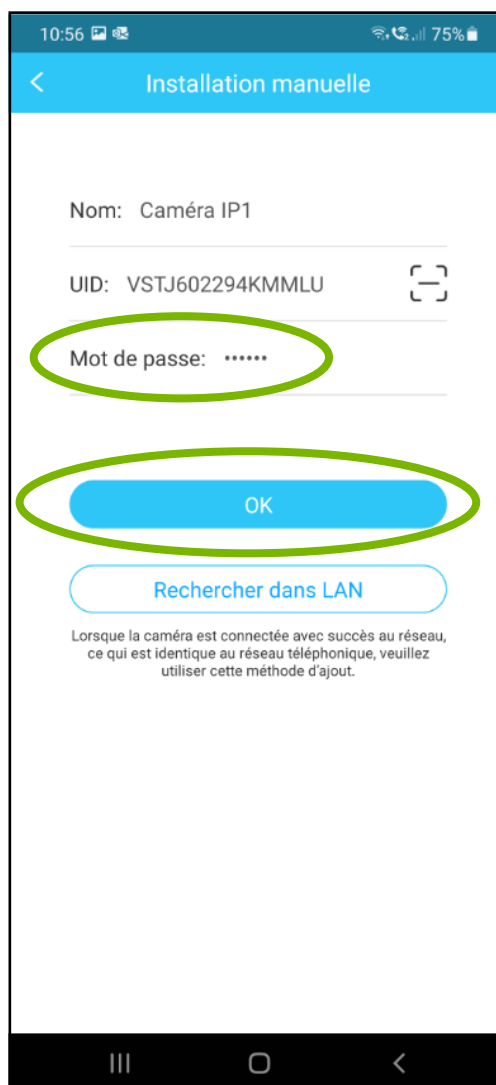 10:56 75%
Installation manuelle
Nom: Caméra IP1
UID: VSTJ602294KMMLU
Mot de passe: ••••••
OK
Rechercher dans LAN
Lorsque la caméra est connectée avec succès au réseau,
ce qui est identique au réseau téléphonique, veuillez
utiliser cette méthode d'ajout.